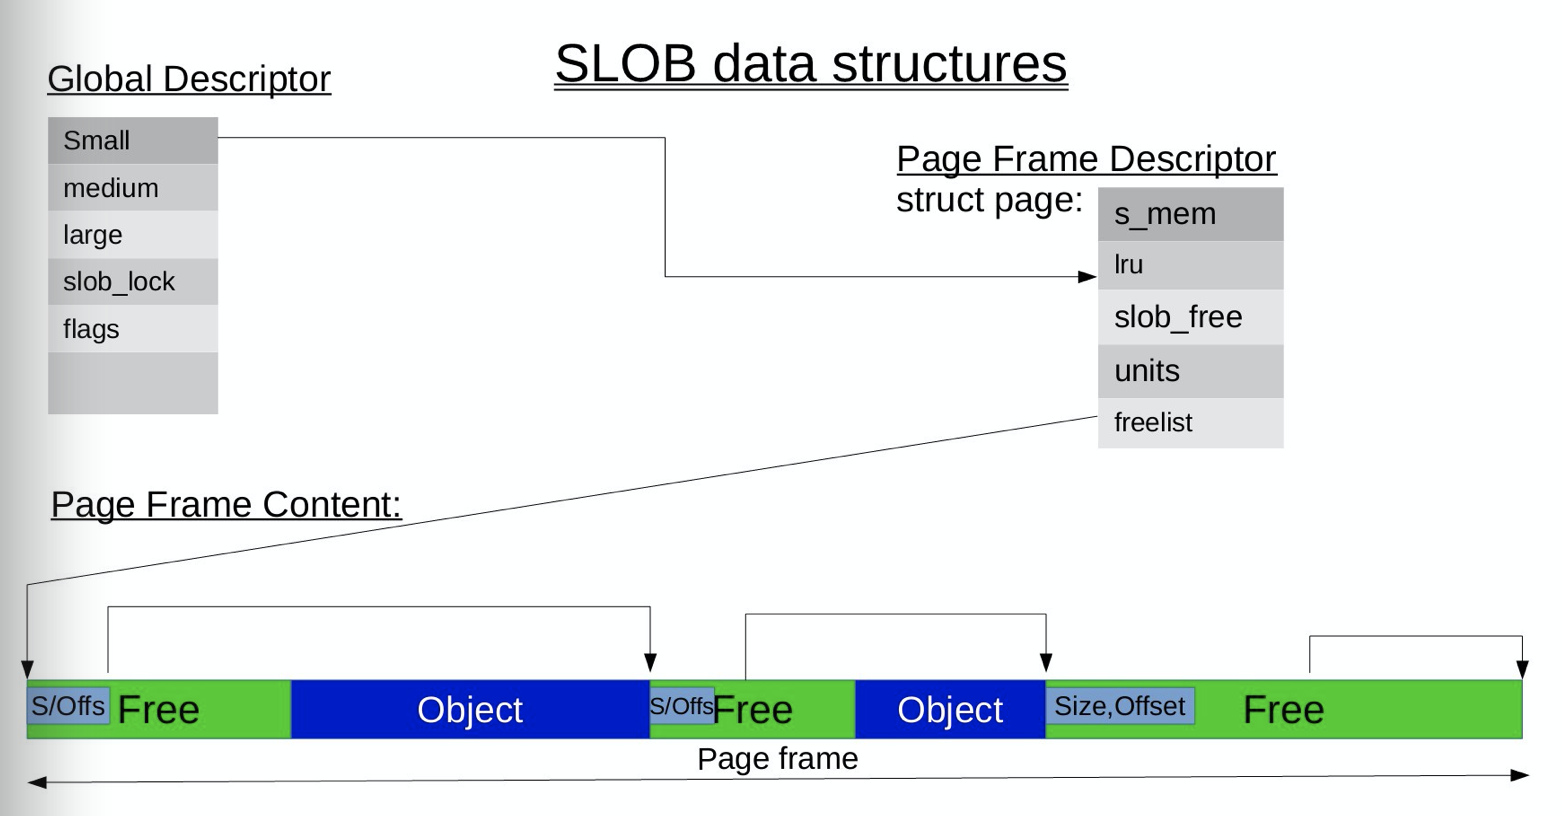 SLOB data structures
Global Descriptor
Small
medium
large
slob_lock
flags
Page Frame Descriptor
struct page:
s_mem
lru
slob_free
units
freelist
Page Frame Content:
S/Offs Free Object S/Offs Free Object Size,Offset Free
Page frame